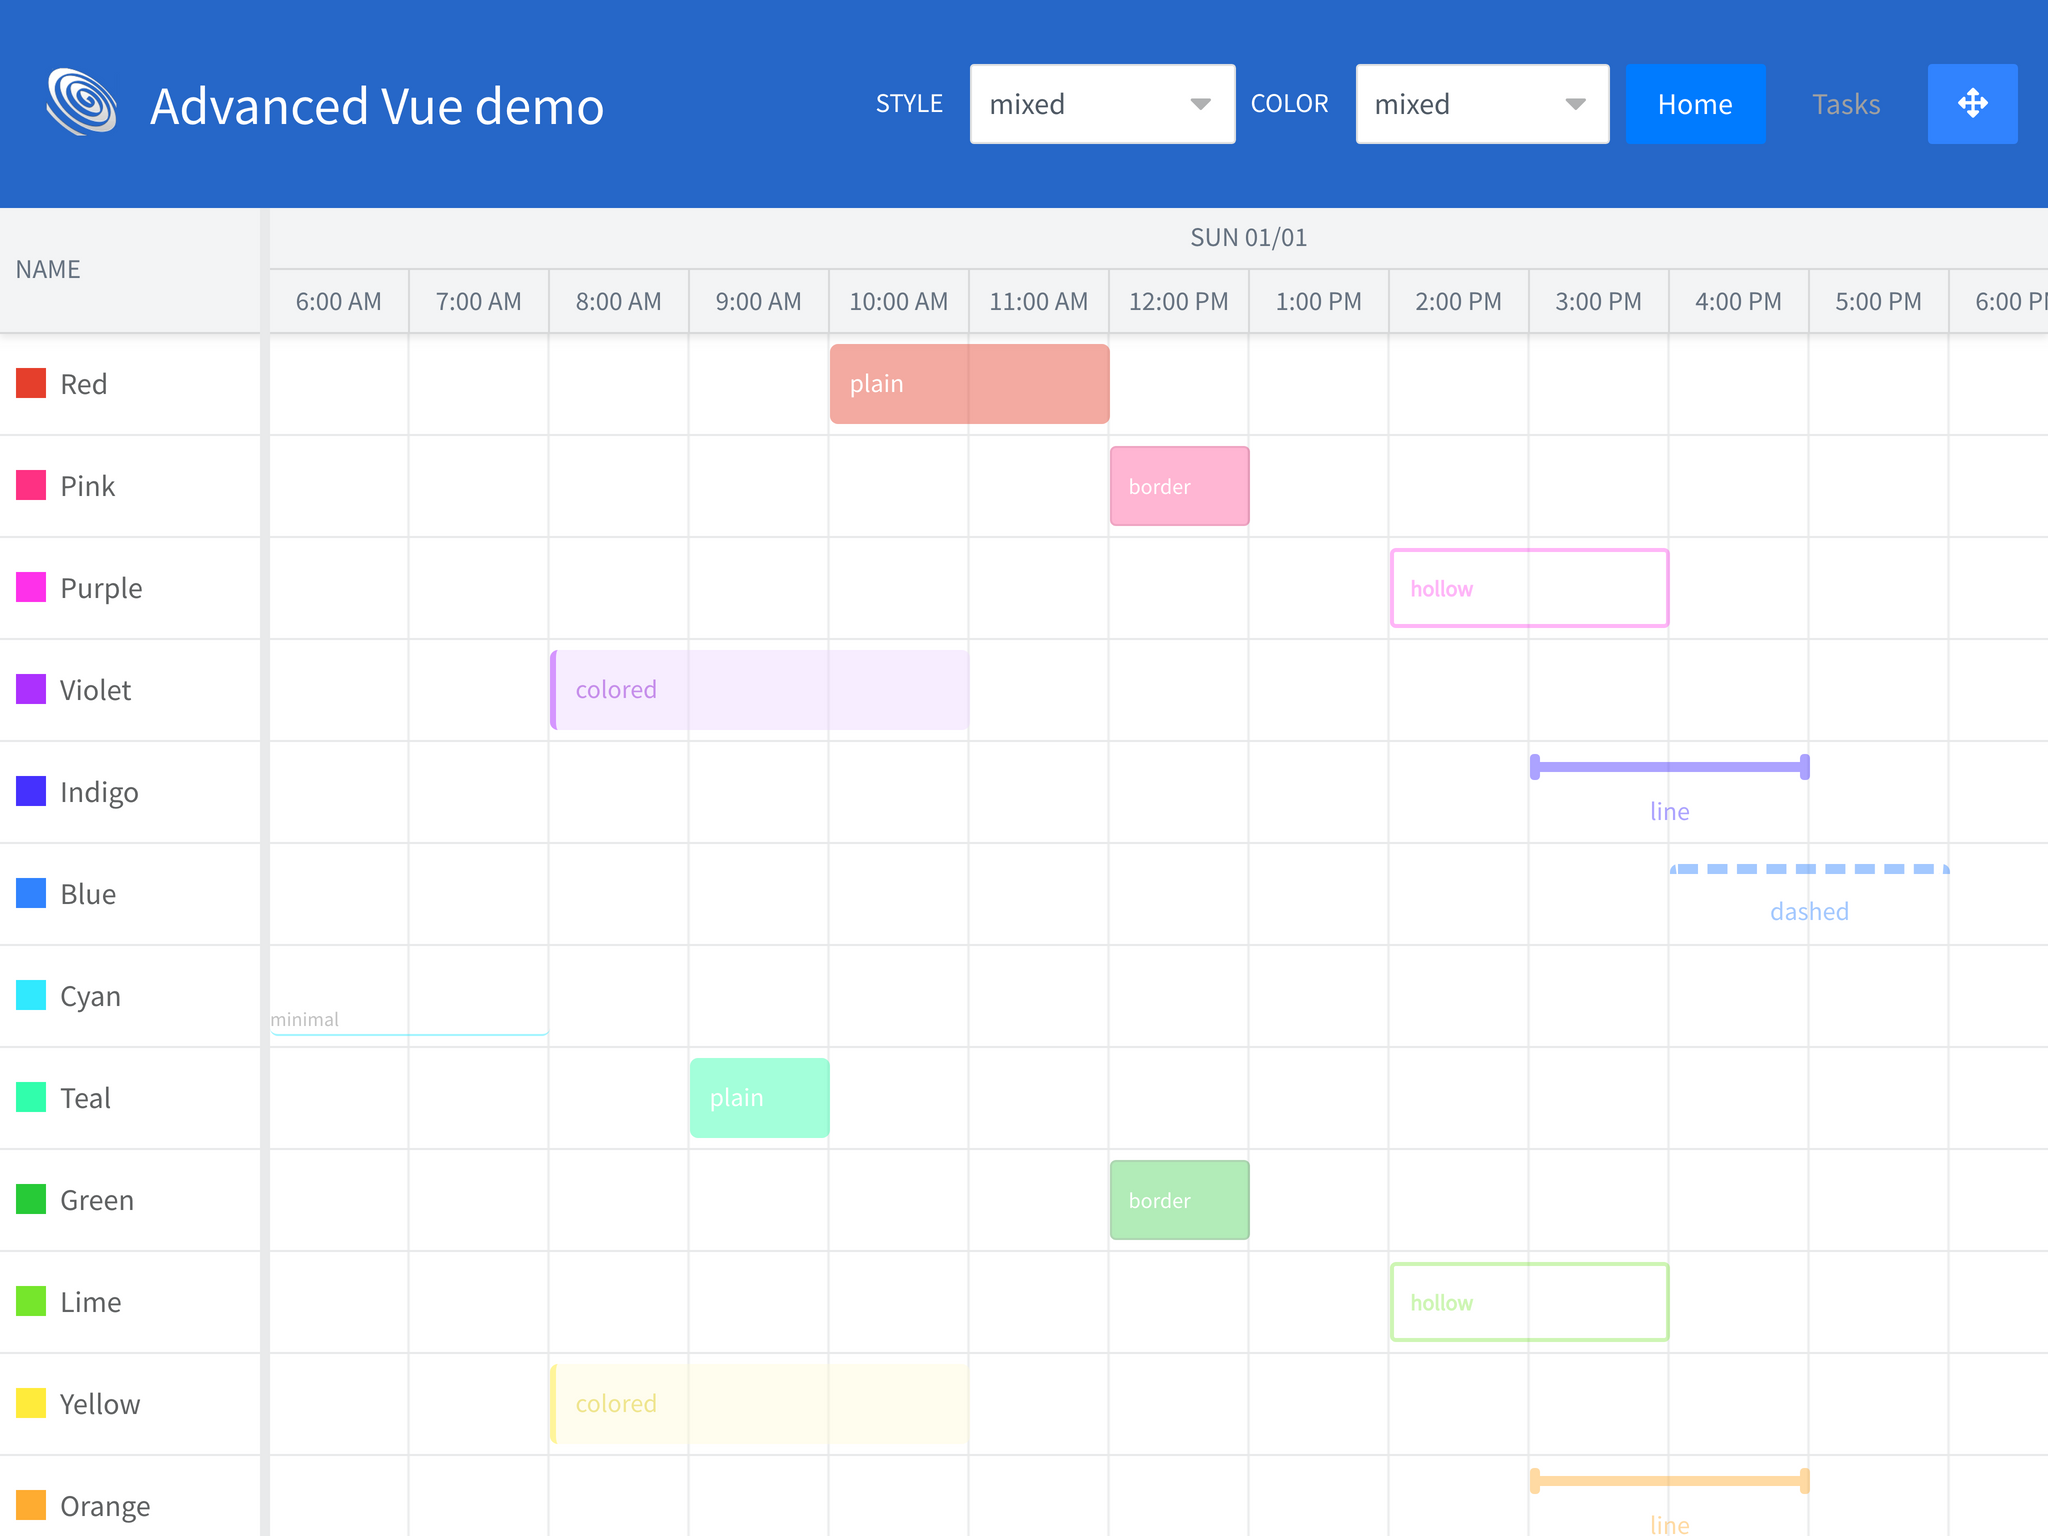 Advanced Vue demo
STYLE mixed COLOR mixed Home Tasks
SUN 01/01
NAME
6:00 AM 7:00 AM 8:00 AM 9:00 AM 10:00 AM 11:00 AM 12:00 PM 1:00 PM 2:00 PM 3:00 PM 4:00 PM 5:00 PM 6:00 P
Red plain
Pink border
Purple hollow
Violet colored
Indigo line
Blue dashed
Cyan minimal
Teal plain
Green border
Lime hollow
Yellow colored
Orange line